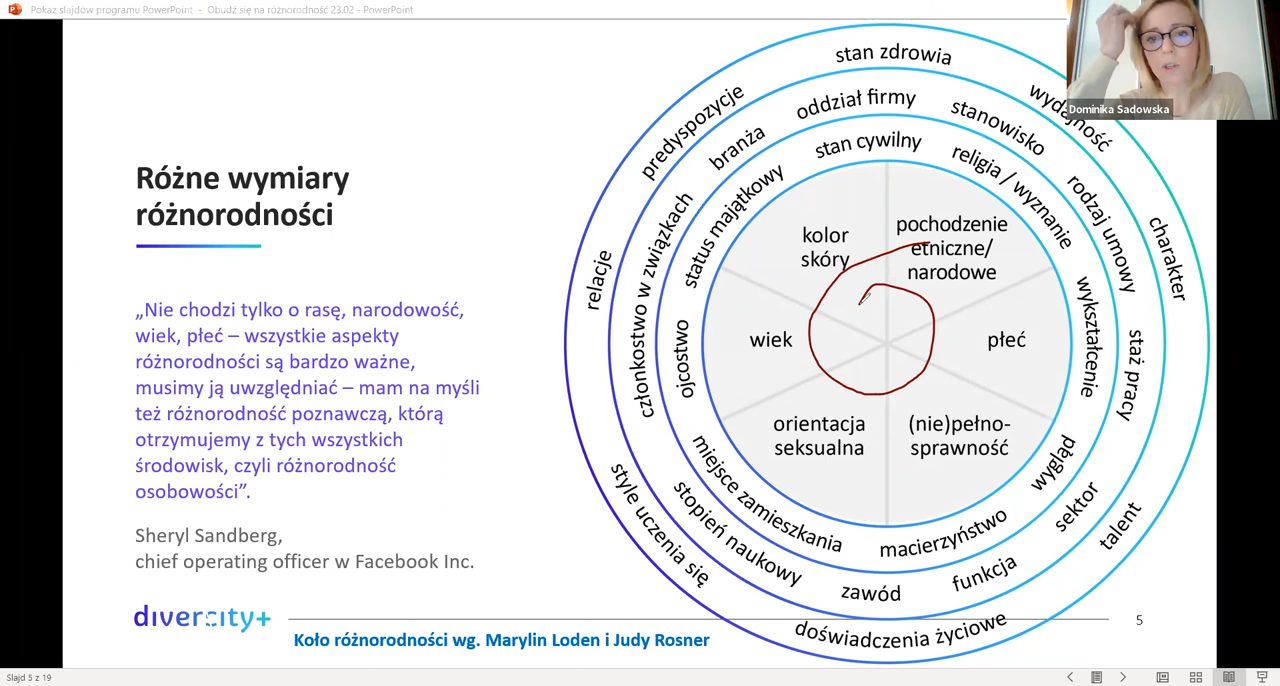 Pokaz slajdów programu PowerPoint - Obudź się na różnorodność 23.02 - PowerPoint
Dominika Sadowska
Różne wymiary
różnorodności
„Nie chodzi tylko o rasę, narodowość,
wiek, płeć – wszystkie aspekty
różnorodności są bardzo ważne,
musimy ją uwzględniać – mam na myśli
też różnorodność poznawczą, którą
otrzymujemy z tych wszystkich
środowisk, czyli różnorodność
osobowości”.
Sheryl Sandberg,
chief operating officer w Facebook Inc.
stan zdrowia
wydajność
charakter
talent
doświadczenia życiowe
style uczenia się
relacje
predyspozycje
oddział firmy
stanowisko
rodzaj umowy
staż pracy
sektor
funkcja
zawód
stopień naukowy
członkostwo w związkach
branża
stan cywilny
religia / wyznanie
wykształcenie
wygląd
macierzyństwo
miejsce zamieszkania
ojcostwo
status majątkowy
kolor
skóry
pochodzenie
etniczne/
narodowe
wiek
płeć
orientacja
seksualna
(nie)pełno-
sprawność
divercity+
5
Koło różnorodności wg. Marylin Loden i Judy Rosner
Slajd 5 z 19